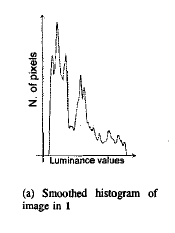 N. of pixels
Luminance values
(a) Smoothed histogram of
image in 1